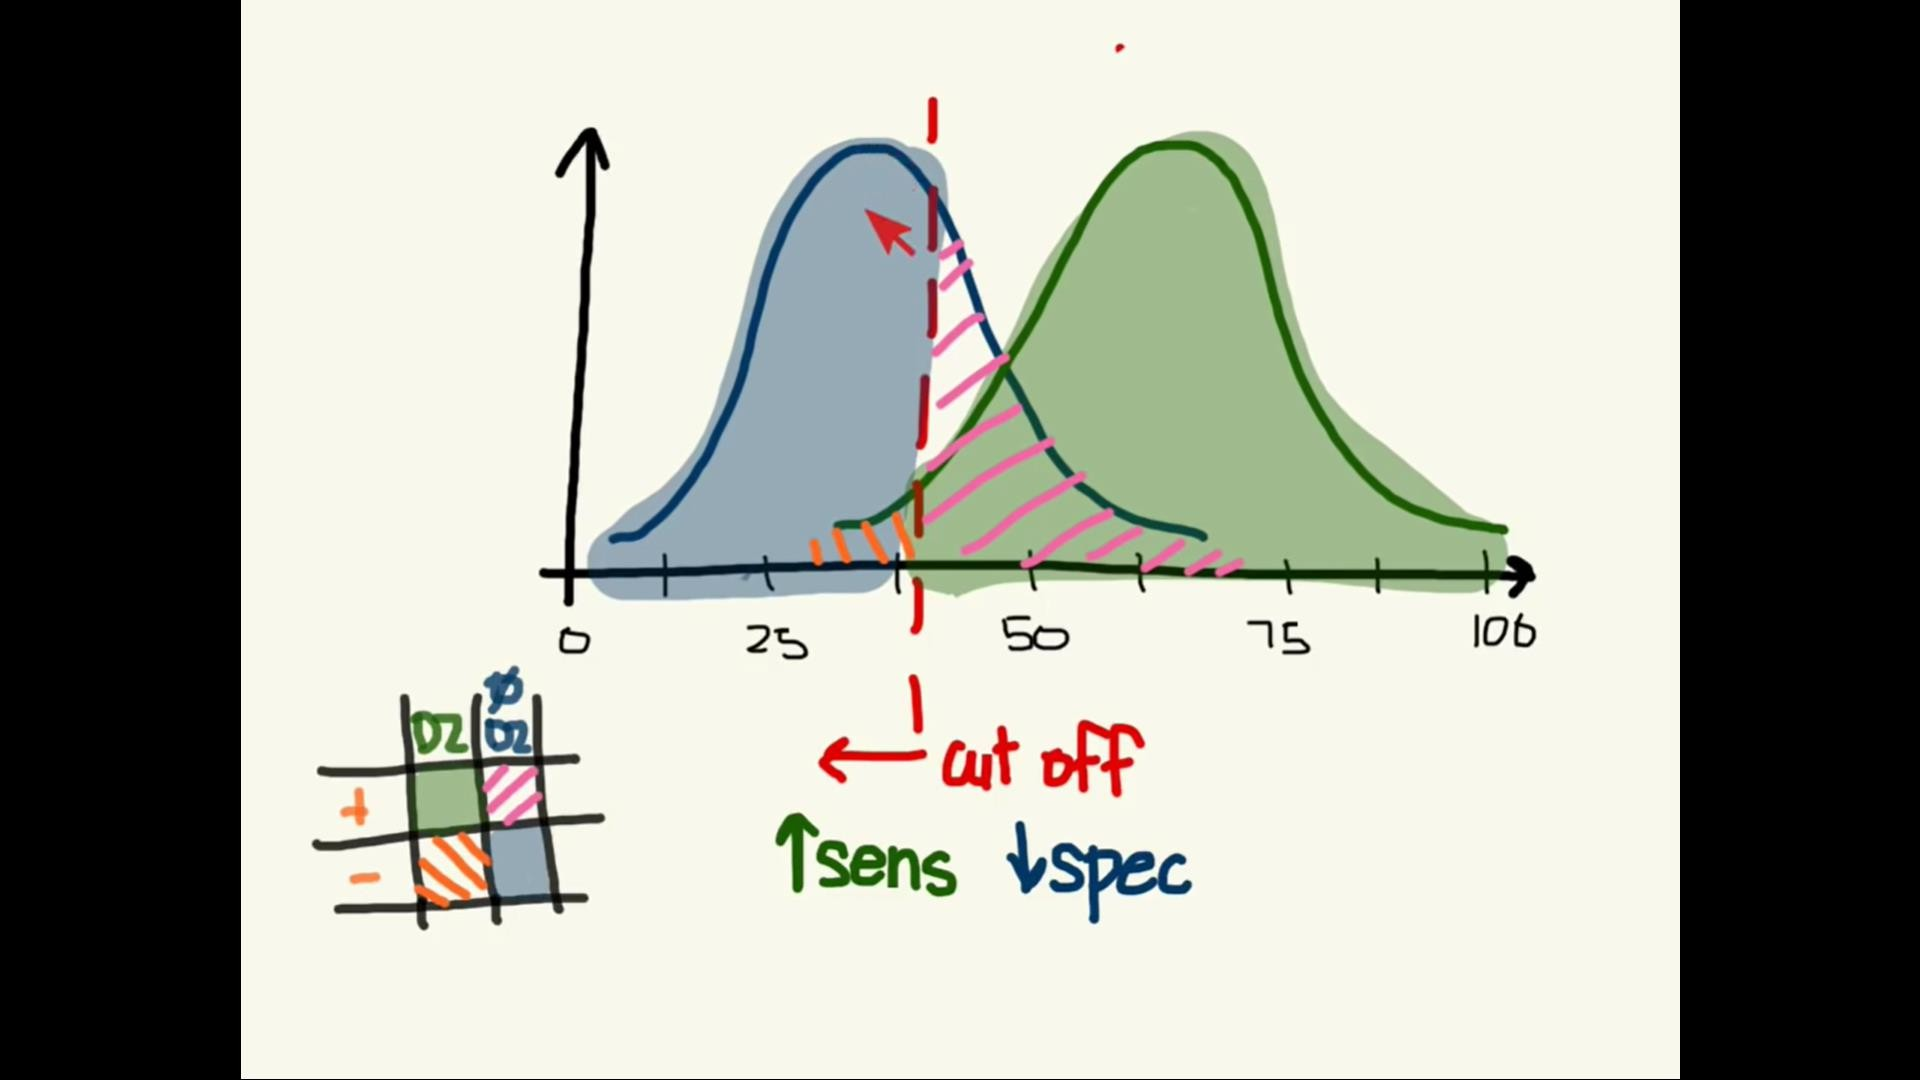 0 25 50 75 100
DZ ∅ DZ
+
-
← cut off
↑sens ↓spec